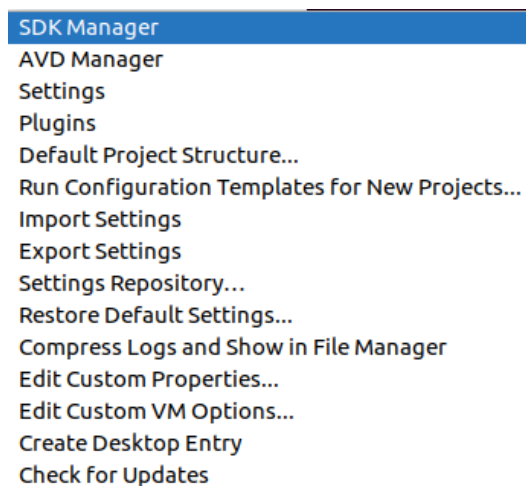 SDK Manager
AVD Manager
Settings
Plugins
Default Project Structure...
Run Configuration Templates for New Projects...
Import Settings
Export Settings
Settings Repository...
Restore Default Settings...
Compress Logs and Show in File Manager
Edit Custom Properties...
Edit Custom VM Options...
Create Desktop Entry
Check for Updates